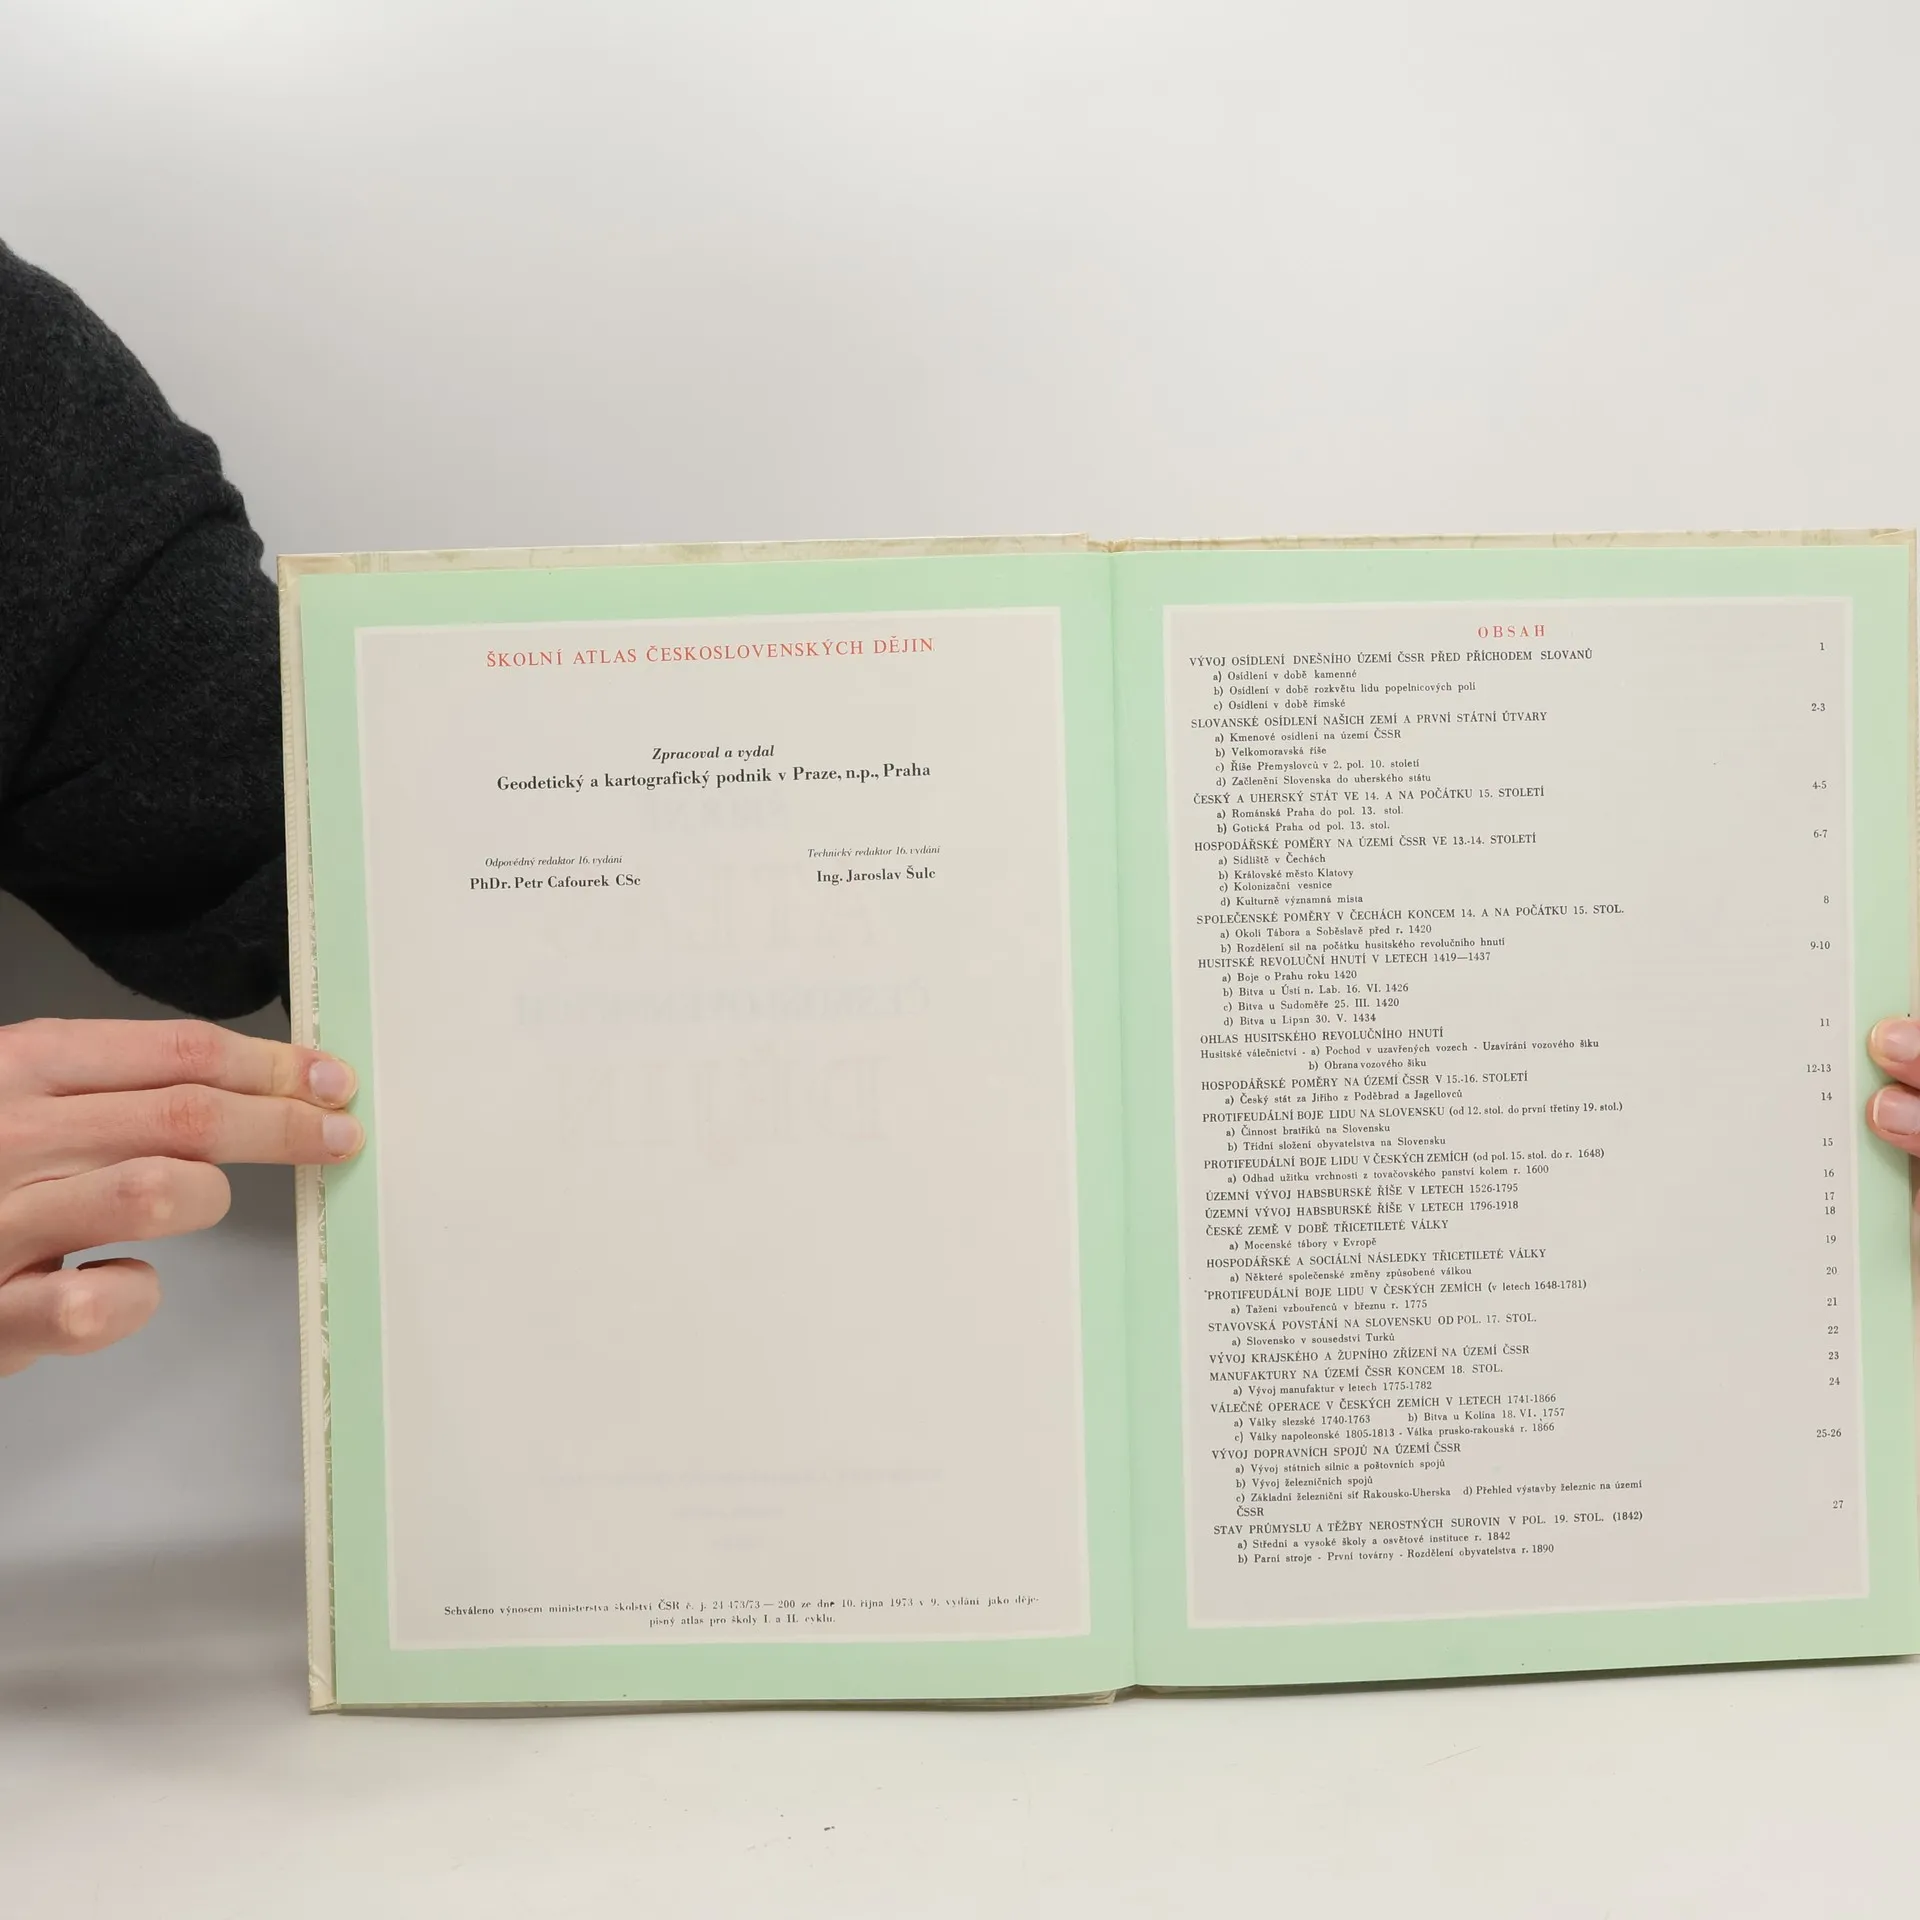 ŠKOLNÍ ATLAS ČESKOSLOVENSKÝCH DĚJIN
Zpracoval a vydal
Geodetický a kartografický podnik v Praze, n.p., Praha
Odpovědný redaktor 16. vydání
PhDr. Petr Cafourek CSc
Technický redaktor 16. vydání
Ing. Jaroslav Šulc
Schváleno výnosem ministerstva školství ČSR č. j. 24 473/73 — 200 ze dne 10. října 1973 v 9. vydání jako děje-
pisný atlas pro školy I. a II. cyklu.
OBSAH
VÝVOJ OSÍDLENÍ DNEŠNÍHO ÚZEMÍ ČSSR PŘED PŘÍCHODEM SLOVANŮ 1
a) Osídlení v době kamenné
b) Osídlení v době rozkvětu lidu popelnicových polí
c) Osídlení v době římské
SLOVANSKÉ OSÍDLENÍ NAŠICH ZEMÍ A PRVNÍ STÁTNÍ ÚTVARY 2-3
a) Kmenové osídlení na území ČSSR
b) Velkomoravská říše
c) Říše Přemyslovců v 2. pol. 10. století
d) Začlenění Slovenska do uherského státu
ČESKÝ A UHERSKÝ STÁT VE 14. A NA POČÁTKU 15. STOLETÍ 4-5
a) Románská Praha do pol. 13. stol.
b) Gotická Praha od pol. 13. stol.
HOSPODÁŘSKÉ POMĚRY NA ÚZEMÍ ČSSR VE 13.-14. STOLETÍ 6-7
a) Sídliště v Čechách
b) Královské město Klatovy
c) Kolonizační vesnice
d) Kulturně významná místa
SPOLEČENSKÉ POMĚRY V ČECHÁCH KONCEM 14. A NA POČÁTKU 15. STOL. 8
a) Okolí Tábora a Soběslavě před r. 1420
b) Rozdělení sil na počátku husitského revolučního hnutí
HUSITSKÉ REVOLUČNÍ HNUTÍ V LETECH 1419—1437 9-10
a) Boje o Prahu roku 1420
b) Bitva u Ústí n. Lab. 16. VI. 1426
c) Bitva u Sudoměře 25. III. 1420
d) Bitva u Lipan 30. V. 1434
OHLAS HUSITSKÉHO REVOLUČNÍHO HNUTÍ 11
Husitské válečnictví - a) Pochod v uzavřených vozech - Uzavírání vozového šiku
b) Obrana vozového šiku
HOSPODÁŘSKÉ POMĚRY NA ÚZEMÍ ČSSR V 15.-16. STOLETÍ 12-13
a) Český stát za Jiřího z Poděbrad a Jagellovců
PROTIFEUDÁLNÍ BOJE LIDU NA SLOVENSKU (od 12. stol. do první třetiny 19. stol.) 14
a) Činnost bratříků na Slovensku
b) Třídní složení obyvatelstva na Slovensku
PROTIFEUDÁLNÍ BOJE LIDU V ČESKÝCH ZEMÍCH (od pol. 15. stol. do r. 1648) 15
a) Odhad užitku vrchnosti z tovačovského panství kolem r. 1600
ÚZEMNÍ VÝVOJ HABSBURSKÉ ŘÍŠE V LETECH 1526-1795 16
ÚZEMNÍ VÝVOJ HABSBURSKÉ ŘÍŠE V LETECH 1796-1918 17
ČESKÉ ZEMĚ V DOBĚ TŘICETILETÉ VÁLKY 18
a) Mocenské tábory v Evropě
HOSPODÁŘSKÉ A SOCIÁLNÍ NÁSLEDKY TŘICETILETÉ VÁLKY 19
a) Některé společenské změny způsobené válkou
PROTIFEUDÁLNÍ BOJE LIDU V ČESKÝCH ZEMÍCH (v letech 1648-1781) 20
a) Tažení vzbouřenců v březnu r. 1775
STAVOVSKÁ POVSTÁNÍ NA SLOVENSKU OD POL. 17. STOL. 21
a) Slovensko v sousedství Turků
VÝVOJ KRAJSKÉHO A ŽUPNÍHO ZŘÍZENÍ NA ÚZEMÍ ČSSR 22
MANUFAKTURY NA ÚZEMÍ ČSSR KONCEM 18. STOL. 23
a) Vývoj manufaktur v letech 1775-1782
VÁLEČNÉ OPERACE V ČESKÝCH ZEMÍCH V LETECH 1741-1866 24
a) Války slezské 1740-1763 b) Bitva u Kolína 18. VI. 1757
c) Války napoleonské 1805-1813 - Válka prusko-rakouská r. 1866
VÝVOJ DOPRAVNÍCH SPOJŮ NA ÚZEMÍ ČSSR 25-26
a) Vývoj státních silnic a poštovních spojů
b) Vývoj železničních spojů
c) Základní železniční síť Rakousko-Uherska d) Přehled výstavby železnic na území
ČSSR
STAV PRŮMYSLU A TĚŽBY NEROSTNÝCH SUROVIN V POL. 19. STOL. (1842) 27
a) Střední a vysoké školy a osvětové instituce r. 1842
b) Parní stroje - První továrny - Rozdělení obyvatelstva r. 1890